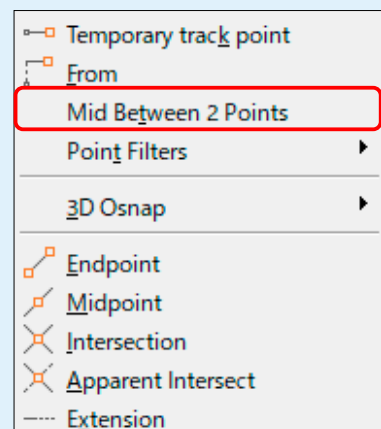 Temporary track point
From
Mid Between 2 Points
Point Filters
3D Osnap
Endpoint
Midpoint
Intersection
Apparent Intersect
Extension